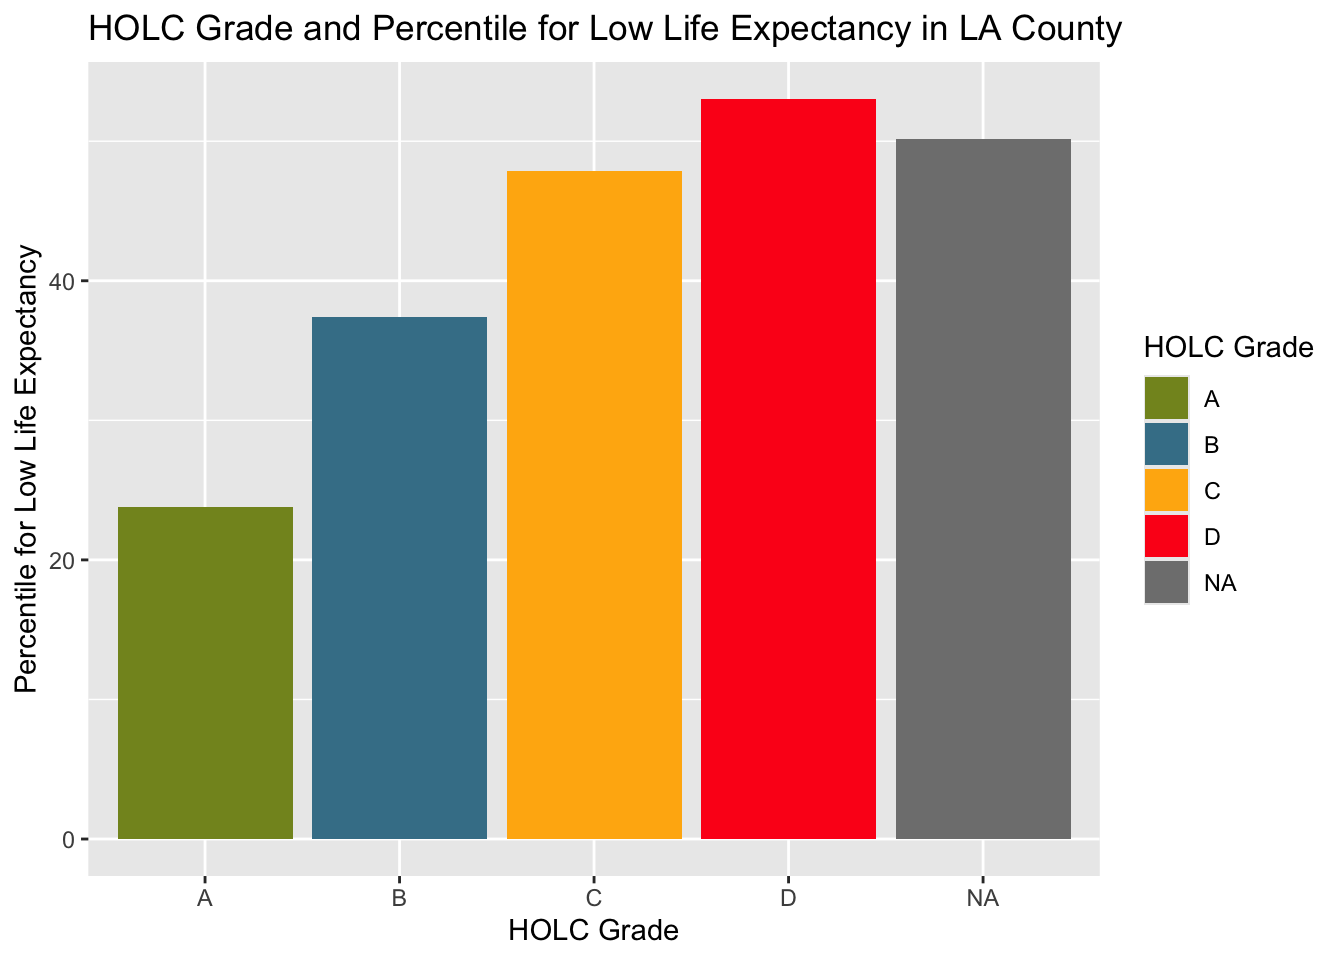 HOLC Grade and Percentile for Low Life Expectancy in LA County
Percentile for Low Life Expectancy
40
20
0
A
B
C
D
NA
HOLC Grade
HOLC Grade
A
B
C
D
NA